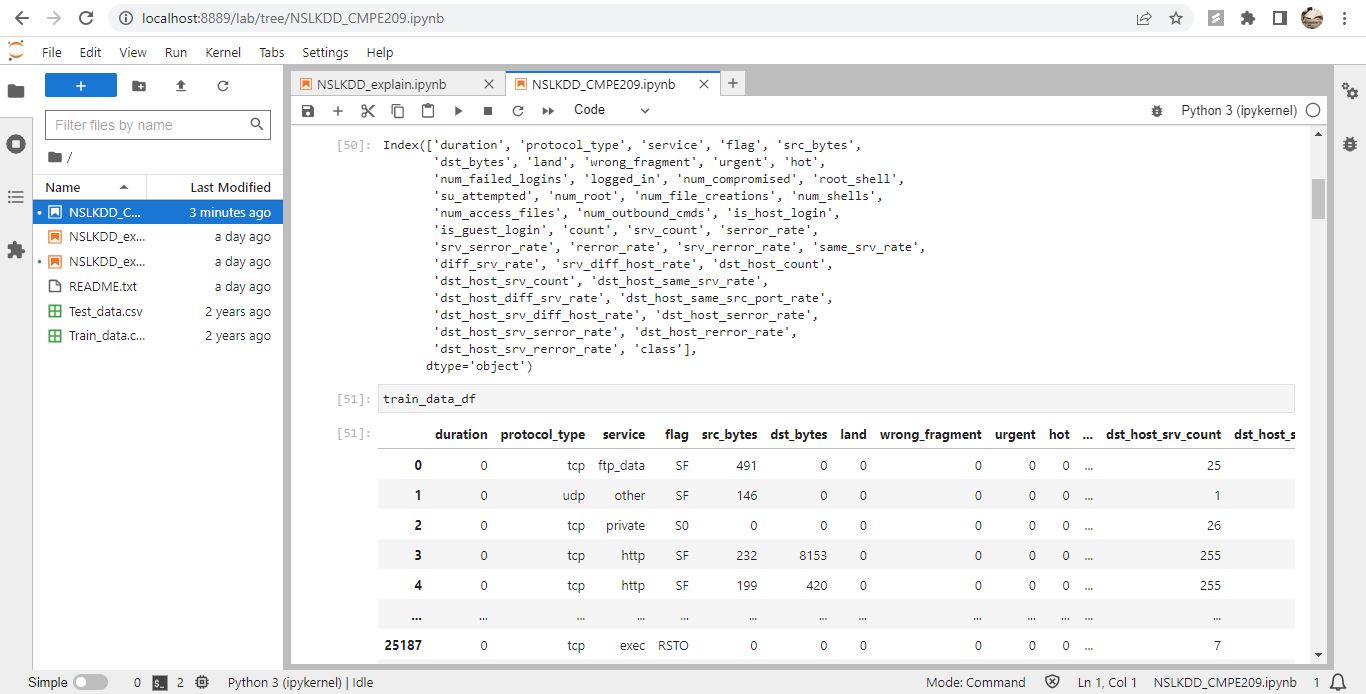 localhost:8889/lab/tree/NSLKDD_CMPE209.ipynb
File Edit View Run Kernel Tabs Settings Help
NSLKDD_explain.ipynb
NSLKDD_CMPE209.ipynb
Code
Python 3 (ipykernel)
Filter files by name
/
Name Last Modified
NSLKDD_C... 3 minutes ago
NSLKDD_ex... a day ago
NSLKDD_ex... a day ago
README.txt a day ago
Test_data.csv 2 years ago
Train_data.c... 2 years ago
[50]: Index(['duration', 'protocol_type', 'service', 'flag', 'src_bytes',
'dst_bytes', 'land', 'wrong_fragment', 'urgent', 'hot',
'num_failed_logins', 'logged_in', 'num_compromised', 'root_shell',
'su_attempted', 'num_root', 'num_file_creations', 'num_shells',
'num_access_files', 'num_outbound_cmds', 'is_host_login',
'is_guest_login', 'count', 'srv_count', 'serror_rate',
'srv_serror_rate', 'rerror_rate', 'srv_rerror_rate', 'same_srv_rate',
'diff_srv_rate', 'srv_diff_host_rate', 'dst_host_count',
'dst_host_srv_count', 'dst_host_same_srv_rate',
'dst_host_diff_srv_rate', 'dst_host_same_src_port_rate',
'dst_host_srv_diff_host_rate', 'dst_host_serror_rate',
'dst_host_srv_serror_rate', 'dst_host_rerror_rate',
'dst_host_srv_rerror_rate', 'class'],
dtype='object')
[51]: train_data_df
[51]:
duration protocol_type service flag src_bytes dst_bytes land wrong_fragment urgent hot ... dst_host_srv_count dst_host_s
0 0 tcp ftp_data SF 491 0 0 0 0 0 ... 25
1 0 udp other SF 146 0 0 0 0 0 ... 1
2 0 tcp private S0 0 0 0 0 0 0 ... 26
3 0 tcp http SF 232 8153 0 0 0 0 ... 255
4 0 tcp http SF 199 420 0 0 0 0 ... 255
... ... ... ... ... ... ... ... ... ... ... ... ...
25187 0 tcp exec RSTO 0 0 0 0 0 0 ... 7
Simple 0 $_ 2 Python 3 (ipykernel) | Idle Mode: Command Ln 1, Col 1 NSLKDD_CMPE209.ipynb 1